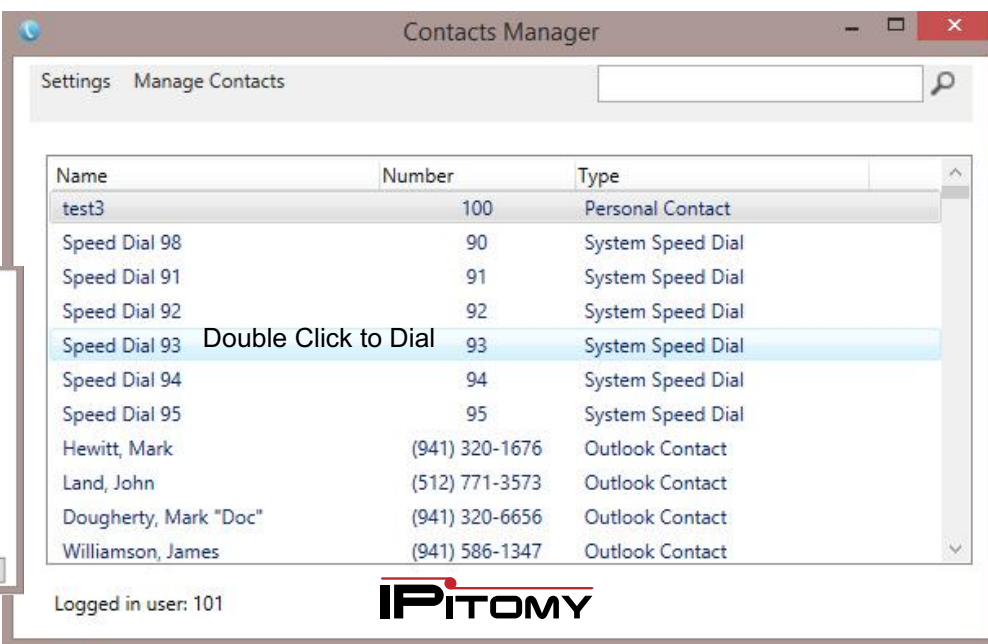 Contacts Manager
Settings Manage Contacts
Name Number Type
test3 100 Personal Contact
Speed Dial 98 90 System Speed Dial
Speed Dial 91 91 System Speed Dial
Speed Dial 92 92 System Speed Dial
Speed Dial 93 Double Click to Dial 93 System Speed Dial
Speed Dial 94 94 System Speed Dial
Speed Dial 95 95 System Speed Dial
Hewitt, Mark (941) 320-1676 Outlook Contact
Land, John (512) 771-3573 Outlook Contact
Dougherty, Mark "Doc" (941) 320-6656 Outlook Contact
Williamson, James (941) 586-1347 Outlook Contact
Logged in user: 101 IPITOMY